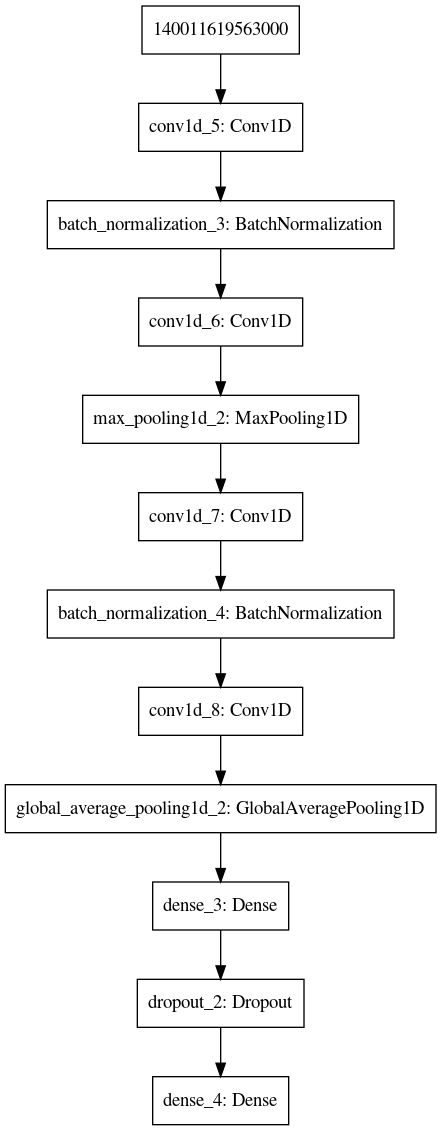 140011619563000
conv1d_5: Conv1D
batch_normalization_3: BatchNormalization
conv1d_6: Conv1D
max_pooling1d_2: MaxPooling1D
conv1d_7: Conv1D
batch_normalization_4: BatchNormalization
conv1d_8: Conv1D
global_average_pooling1d_2: GlobalAveragePooling1D
dense_3: Dense
dropout_2: Dropout
dense_4: Dense